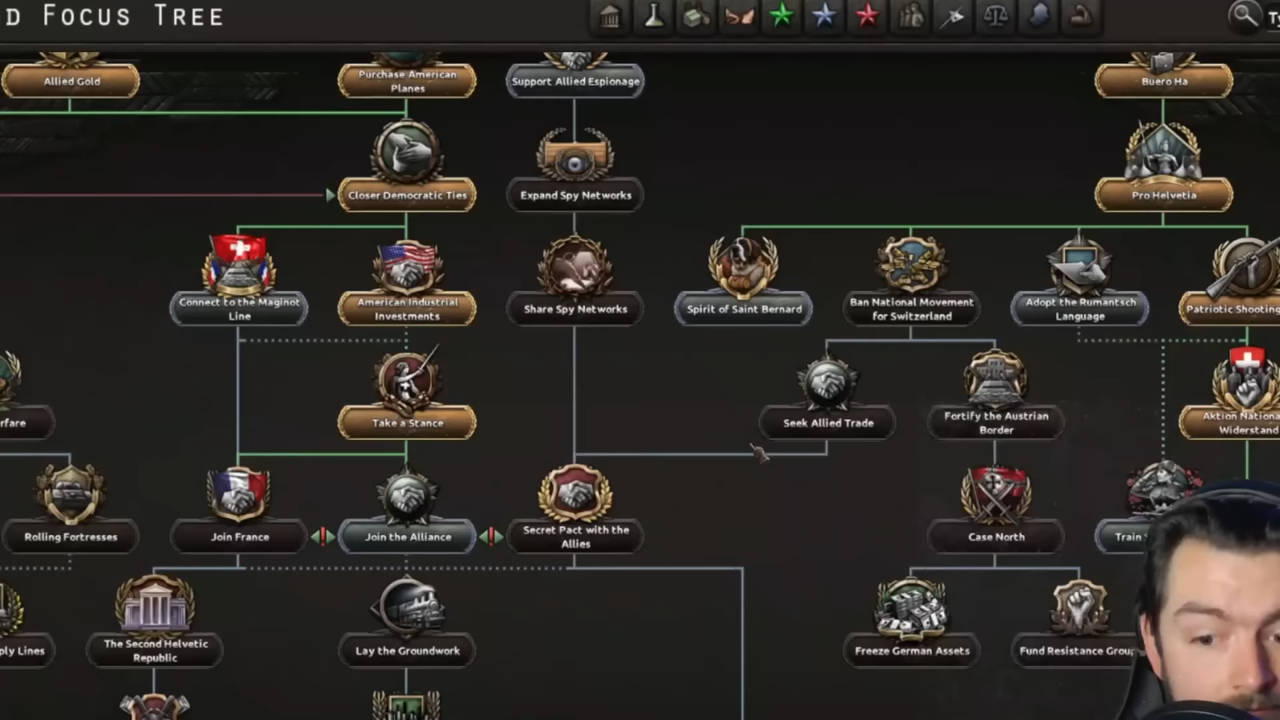 D FOCUS TREE
Ty
Allied Gold
Purchase American
Planes
Support Allied Espionage
Buero Ha
Closer Democratic Ties
Expand Spy Networks
Pro Helvetia
Connect to the Maginot
Line
American Industrial
Investments
Share Spy Networks
Spirit of Saint Bernard
Ban National Movement
for Switzerland
Adopt the Rumantsch
Language
Patriotic Shooting
rfare
Take a Stance
Seek Allied Trade
Fortify the Austrian
Border
Aktion Nationa
Widerstand
Rolling Fortresses
Join France
Join the Alliance
Secret Pact with the
Allies
Case North
Train
ply Lines
The Second Helvetic
Republic
Lay the Groundwork
Freeze German Assets
Fund Resistance Grou